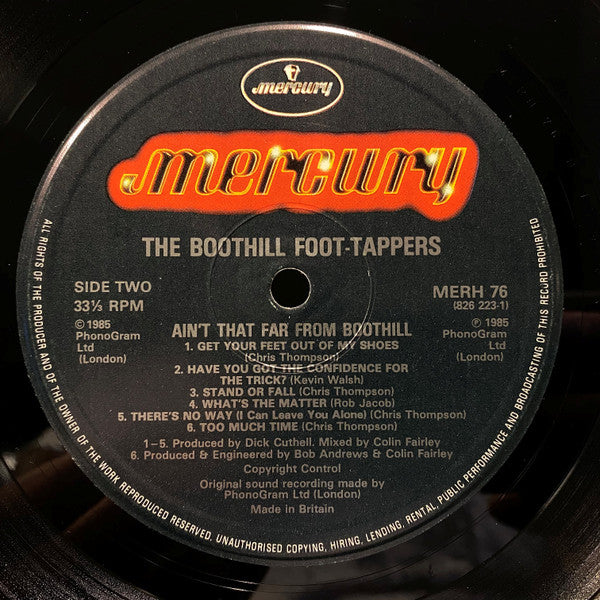 mercury
mercury
THE BOOTHILL FOOT-TAPPERS
SIDE TWO
33⅓ RPM
MERH 76
(826 223-1)
℗ 1985
PhonoGram
Ltd
(London)
© 1985
PhonoGram
Ltd
(London)
AIN'T THAT FAR FROM BOOTHILL
1. GET YOUR FEET OUT OF MY SHOES
(Chris Thompson)
2. HAVE YOU GOT THE CONFIDENCE FOR
THE TRICK? (Kevin Walsh)
3. STAND OR FALL (Chris Thompson)
4. WHAT'S THE MATTER (Rob Jacob)
5. THERE'S NO WAY (I Can Leave You Alone) (Chris Thompson)
6. TOO MUCH TIME (Chris Thompson)
1–5. Produced by Dick Cuthell. Mixed by Colin Fairley
6. Produced & Engineered by Bob Andrews & Colin Fairley
Copyright Control
Original sound recording made by
PhonoGram Ltd (London)
Made in Britain
ALL RIGHTS OF THE PRODUCER AND OF THE OWNER OF THE WORK REPRODUCED RESERVED. UNAUTHORISED COPYING, HIRING, LENDING, RENTAL, PUBLIC PERFORMANCE AND BROADCASTING OF THIS RECORD PROHIBITED